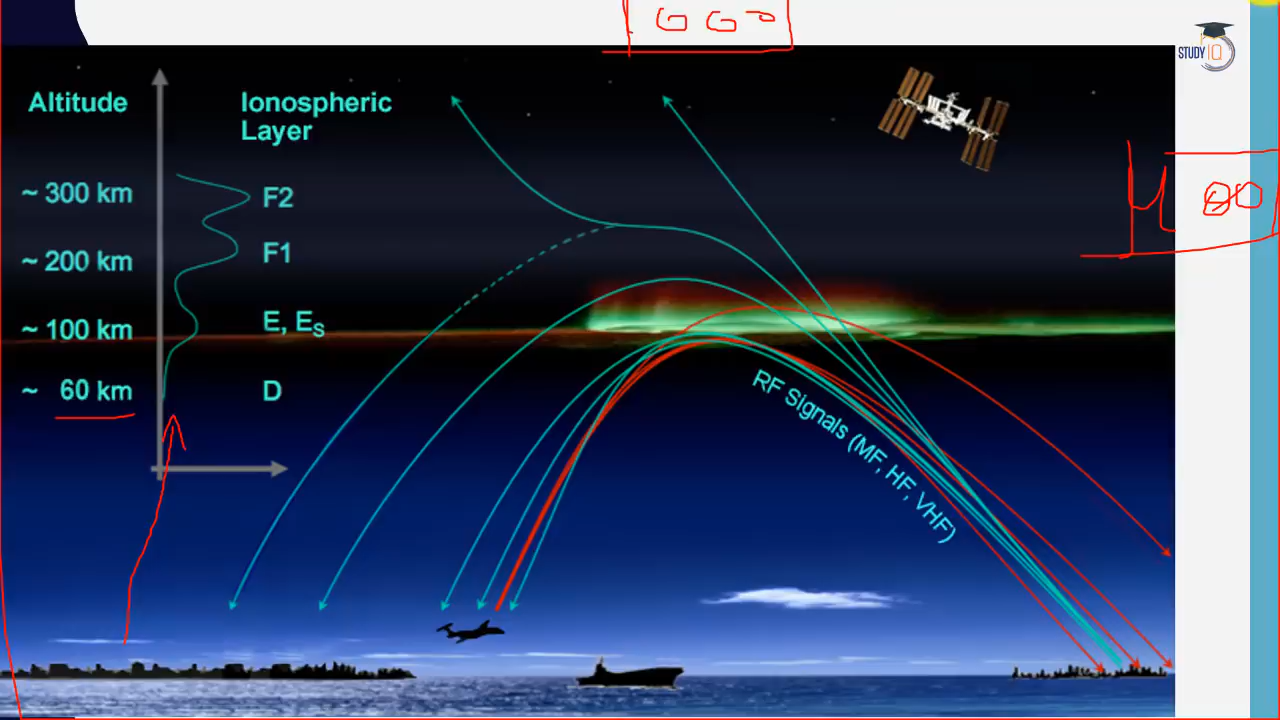 STUDY IQ
Altitude
Ionospheric
Layer
~ 300 km
F2
~ 200 km
F1
~ 100 km
E, ES
~ 60 km
D
RF Signals (MF, HF, VHF)